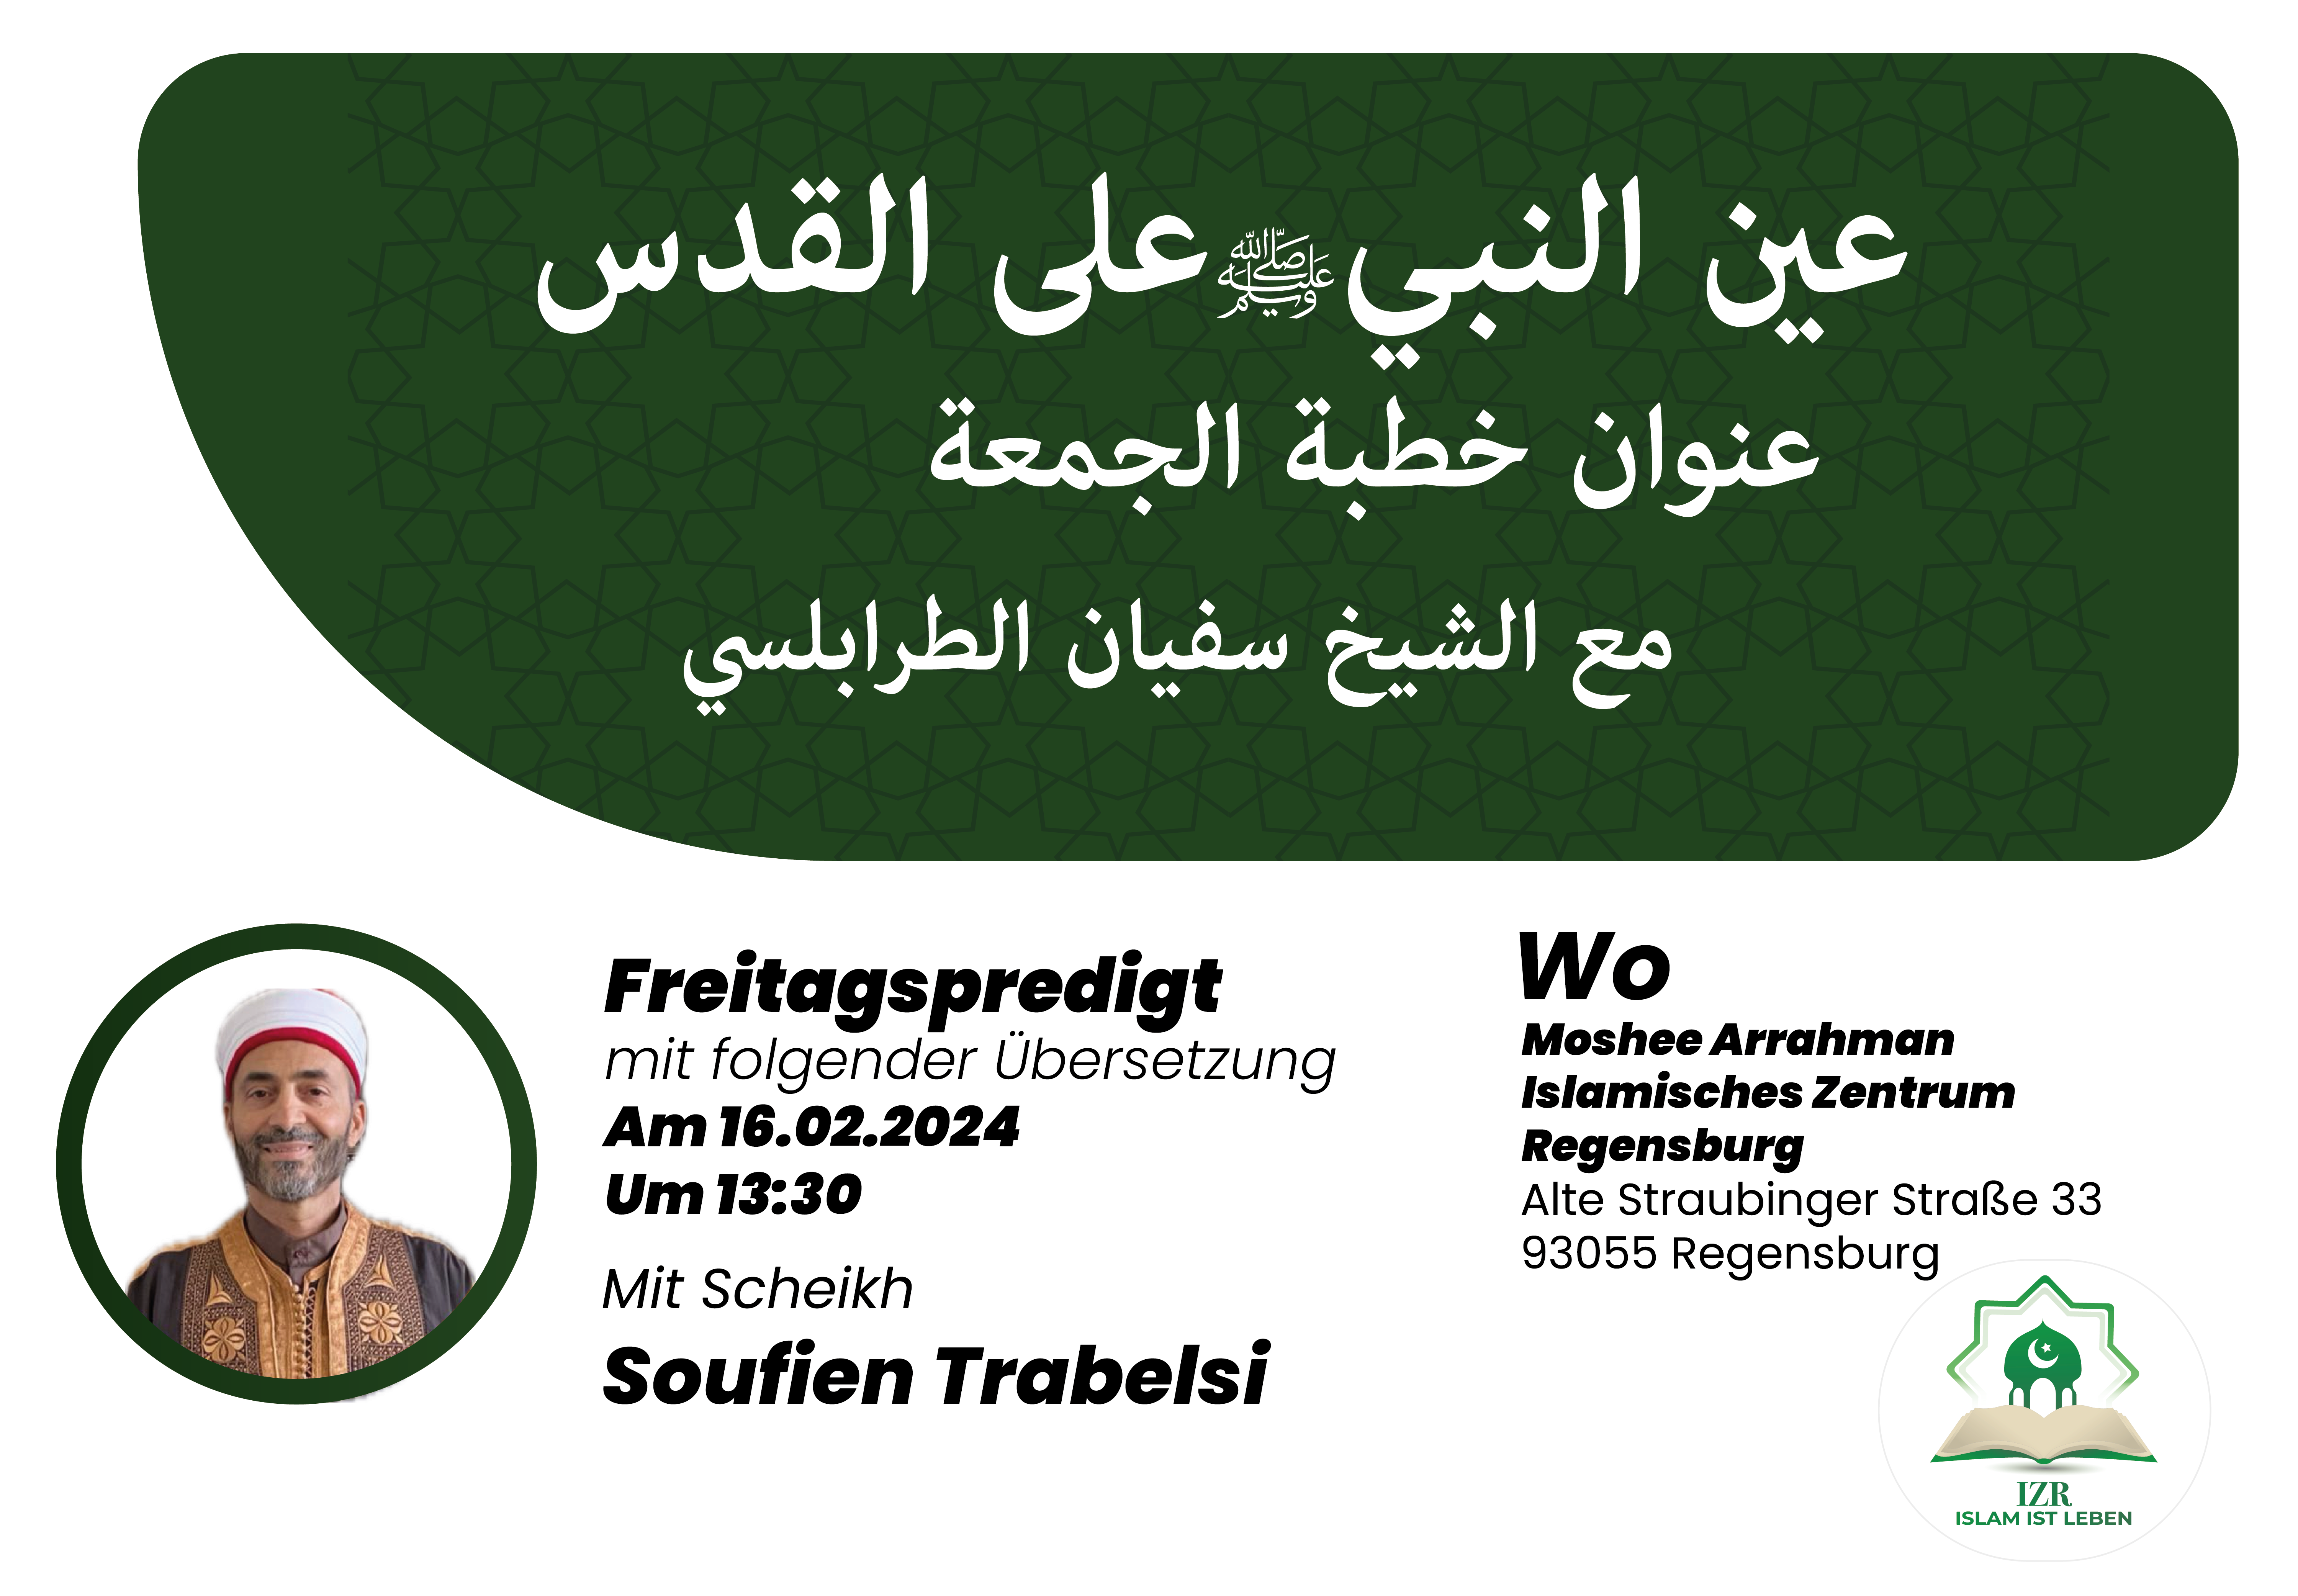 عين النبي ﷺ على القدس
عنوان خطبة الجمعة
مع الشيخ سفيان الطرابلسي
Freitagspredigt
mit folgender Übersetzung
Am 16.02.2024
Um 13:30
Mit Scheikh
Soufien Trabelsi
Wo
Moshee Arrahman
Islamisches Zentrum
Regensburg
Alte Straubinger Straße 33
93055 Regensburg
IZR
ISLAM IST LEBEN